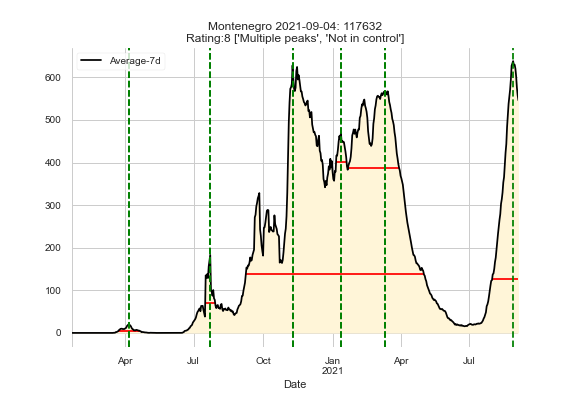 Montenegro 2021-09-04: 117632
Rating:8 ['Multiple peaks', 'Not in control']
Average-7d
600
500
400
300
200
100
0
Apr Jul Oct Jan Apr Jul
2021
Date